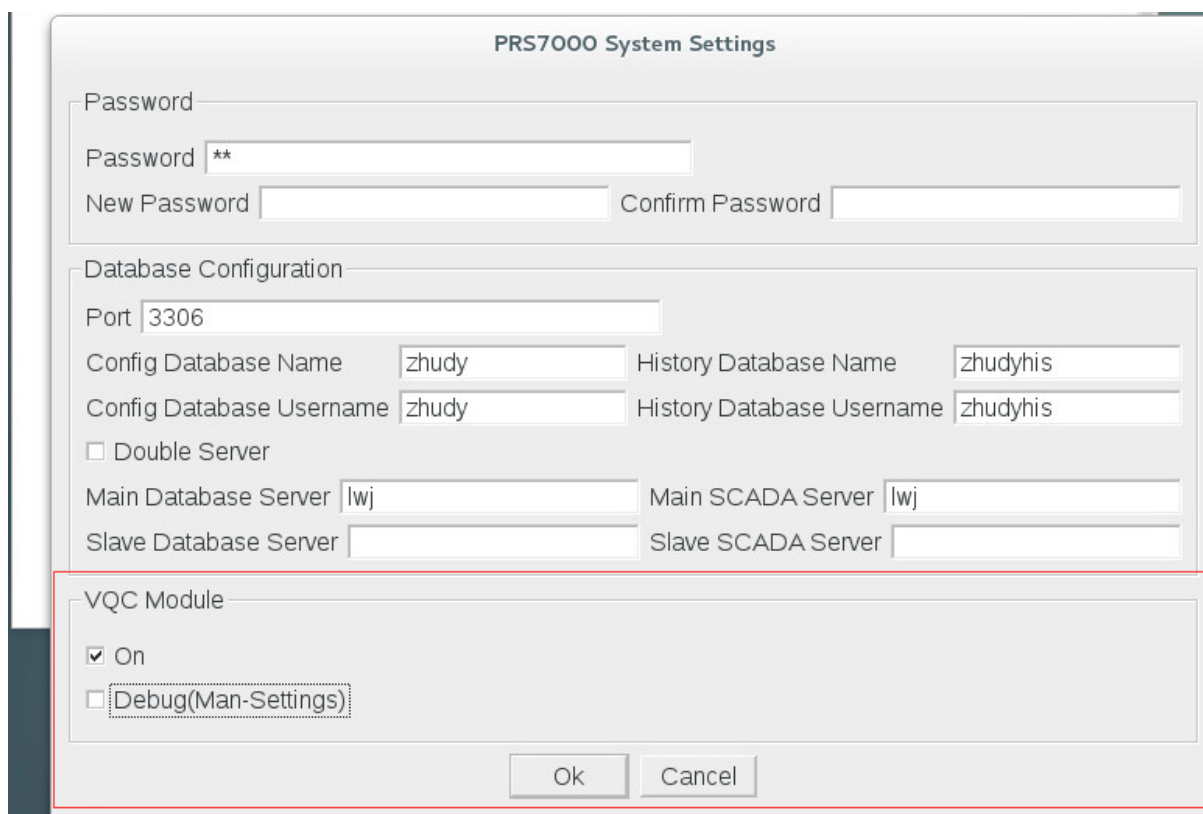 PRS7000 System Settings
Password
Password **
New Password Confirm Password
Database Configuration
Port 3306
Config Database Name zhudy History Database Name zhudyhis
Config Database Username zhudy History Database Username zhudyhis
Double Server
Main Database Server lwj Main SCADA Server lwj
Slave Database Server Slave SCADA Server
VQC Module
On
Debug(Man-Settings)
Ok Cancel